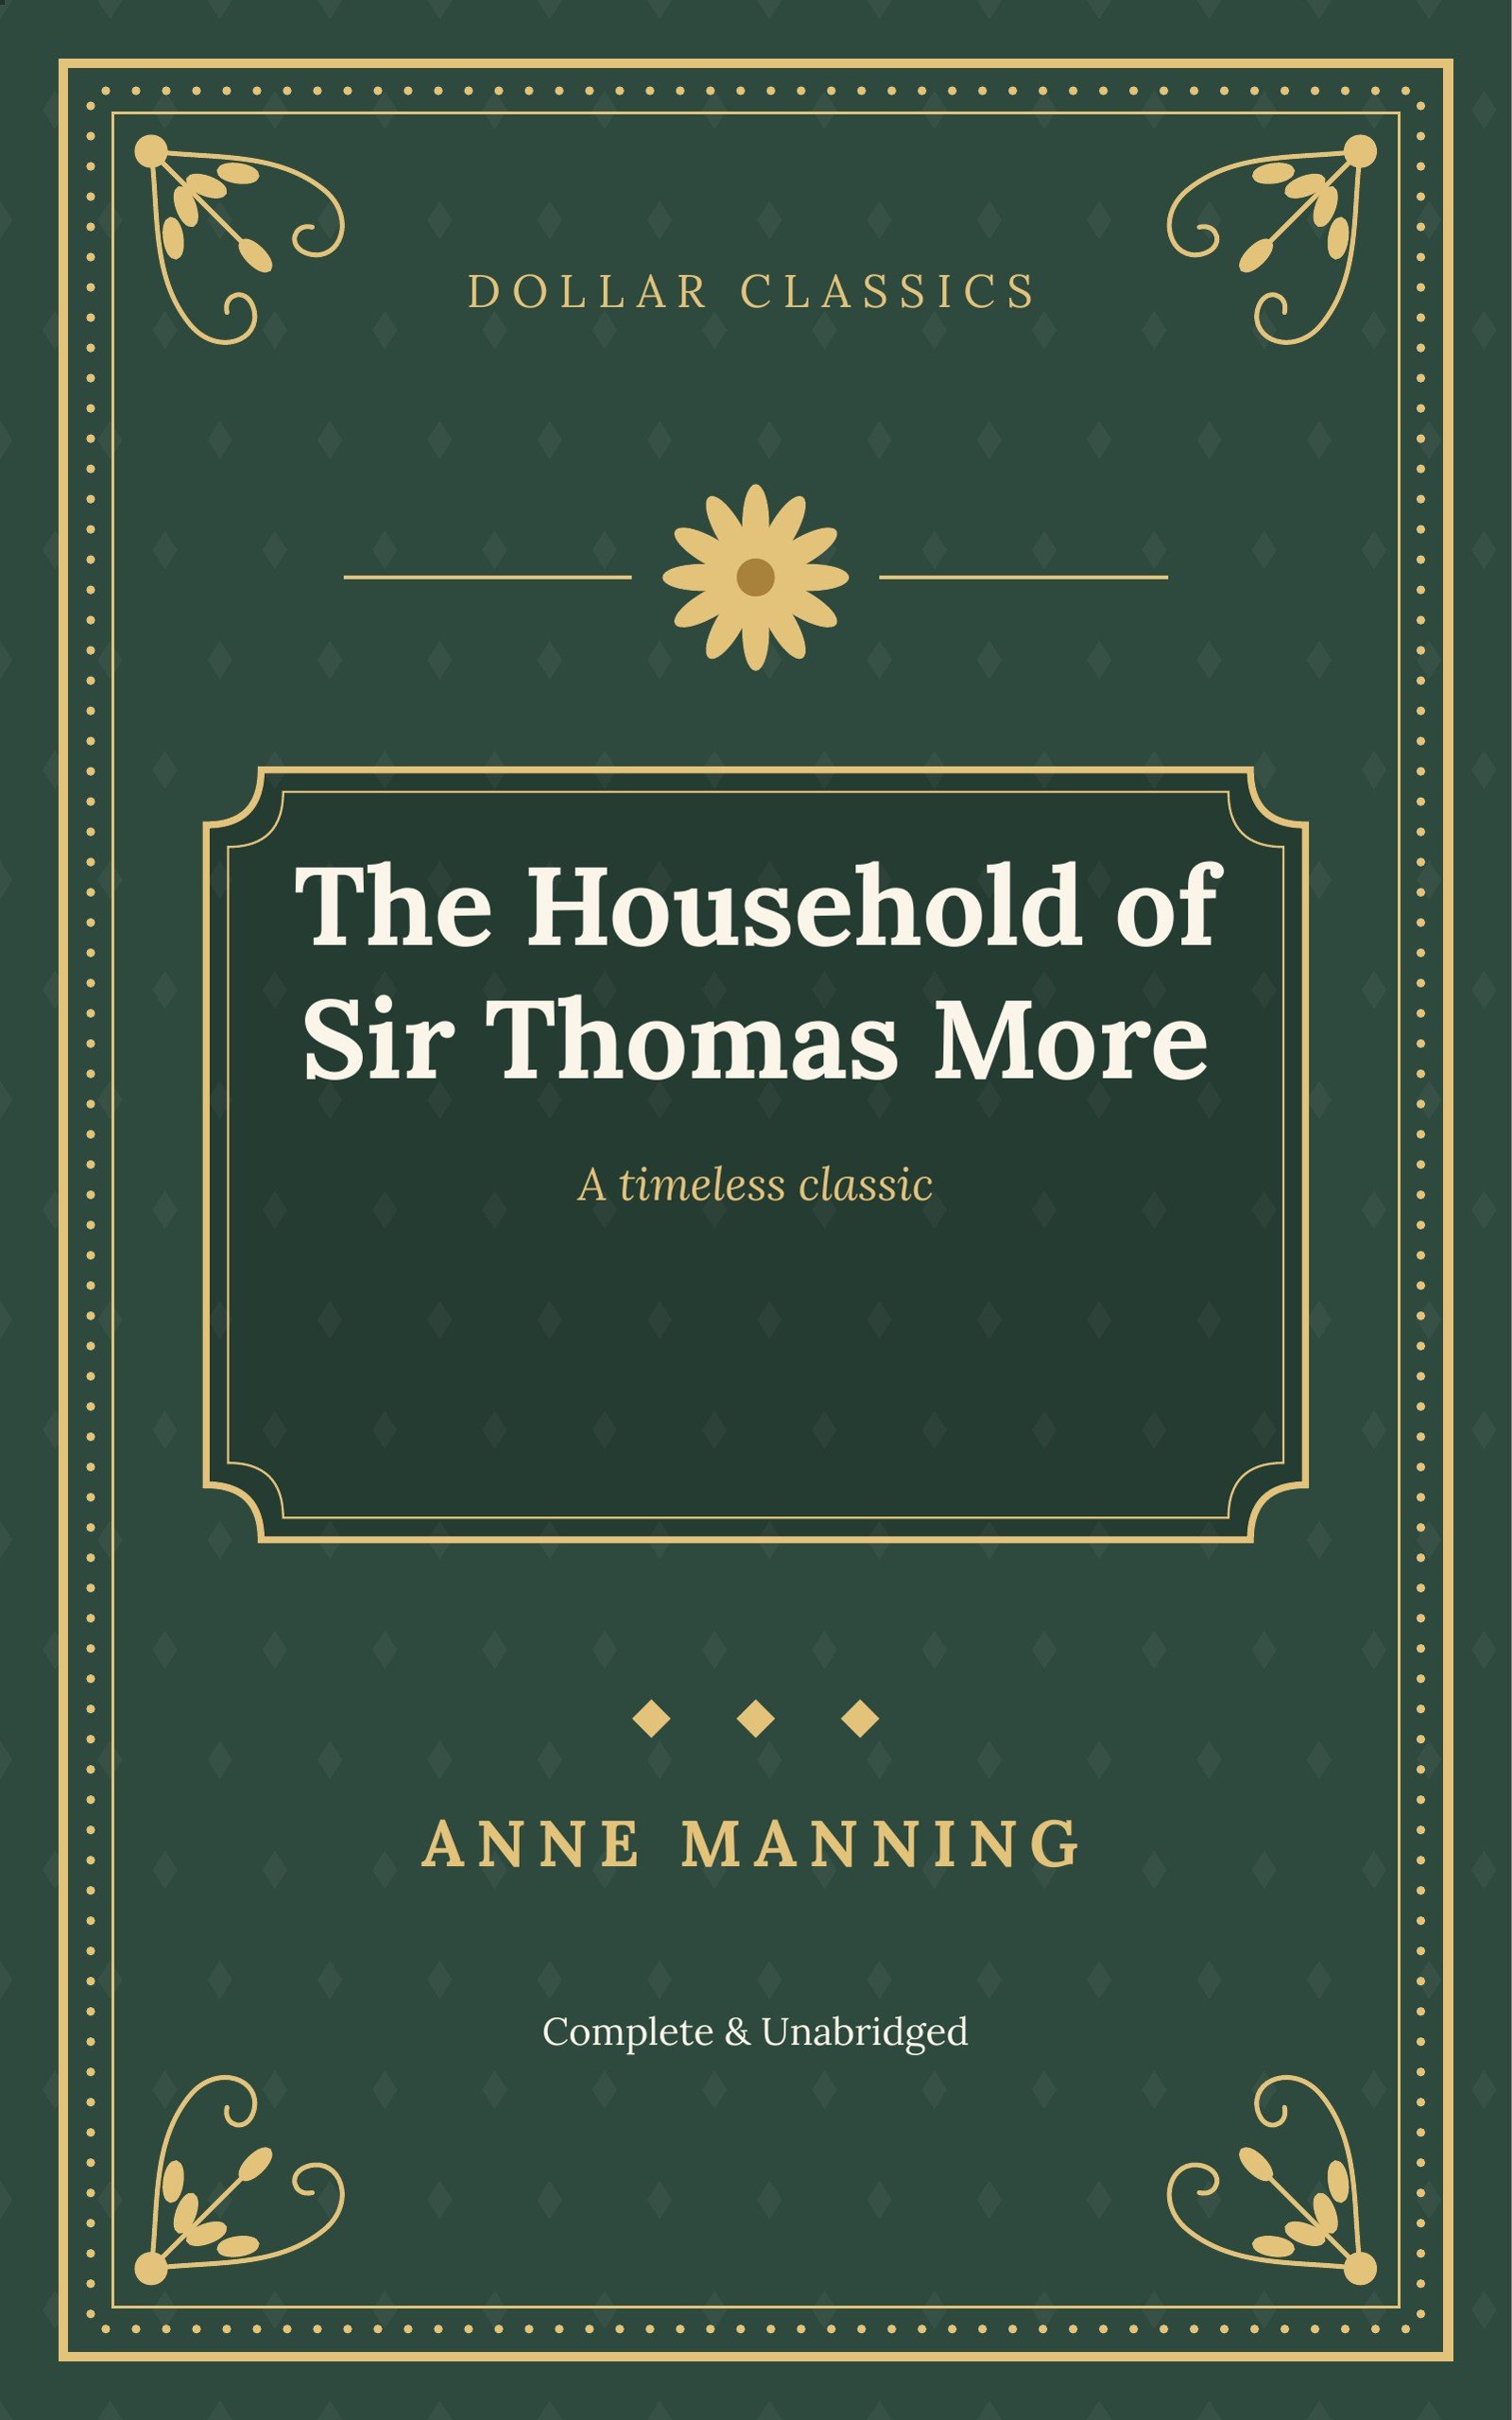 DOLLAR CLASSICS
The Household of
Sir Thomas More
A timeless classic
ANNE MANNING
Complete & Unabridged